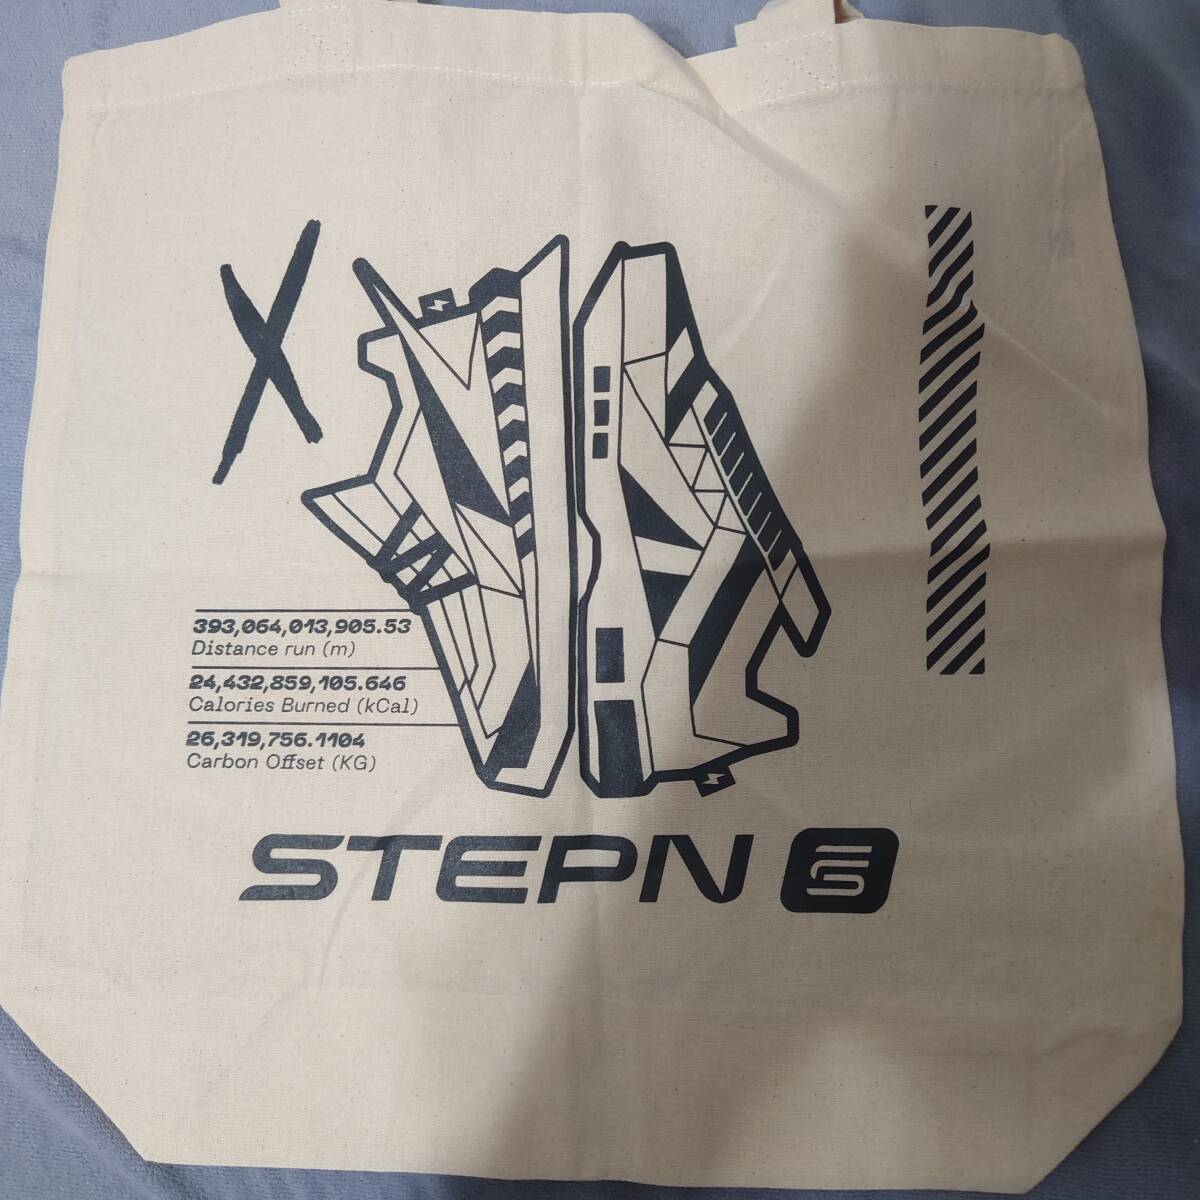 X
393,064,013,905.53
Distance run (m)
24,432,859,105.646
Calories Burned (kCal)
26,319,756.1104
Carbon Offset (KG)
STEPN